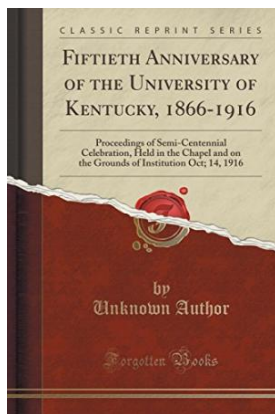 CLASSIC REPRINT SERIES
FIFTIETH ANNIVERSARY
OF THE UNIVERSITY OF
KENTUCKY, 1866-1916
Proceedings of Semi-Centennial
Celebration, Held in the Chapel and on
the Grounds of Institution Oct; 14, 1916
by
Unknown Author
Forgotten Books